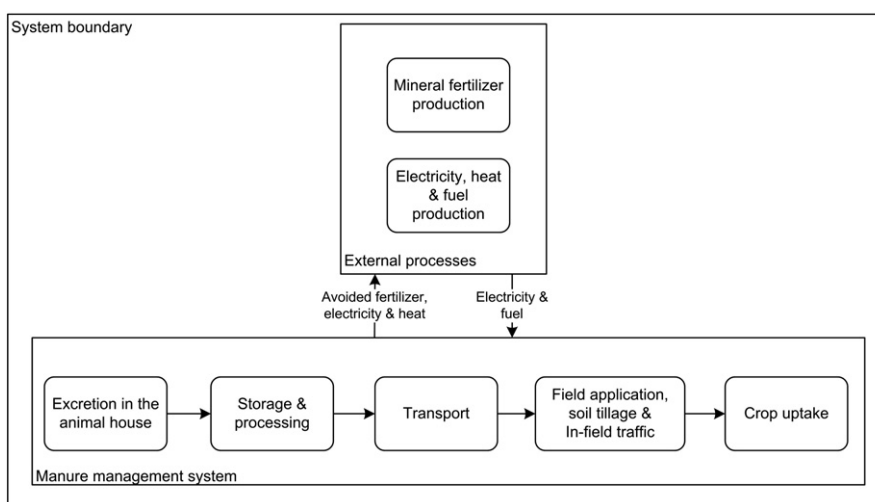 System boundary
Mineral fertilizer
production
Electricity, heat
& fuel
production
External processes
Avoided fertilizer,
electricity & heat
Electricity &
fuel
Excretion in the
animal house
Storage &
processing
Transport
Field application,
soil tillage &
In-field traffic
Crop uptake
Manure management system